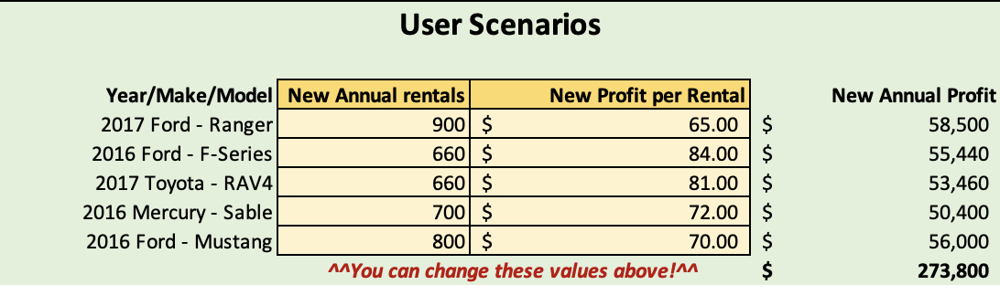 User Scenarios
Year/Make/Model New Annual rentals New Profit per Rental New Annual Profit
2017 Ford - Ranger 900 $ 65.00 $ 58,500
2016 Ford - F-Series 660 $ 84.00 $ 55,440
2017 Toyota - RAV4 660 $ 81.00 $ 53,460
2016 Mercury - Sable 700 $ 72.00 $ 50,400
2016 Ford - Mustang 800 $ 70.00 $ 56,000
^^You can change these values above!^^ $ 273,800